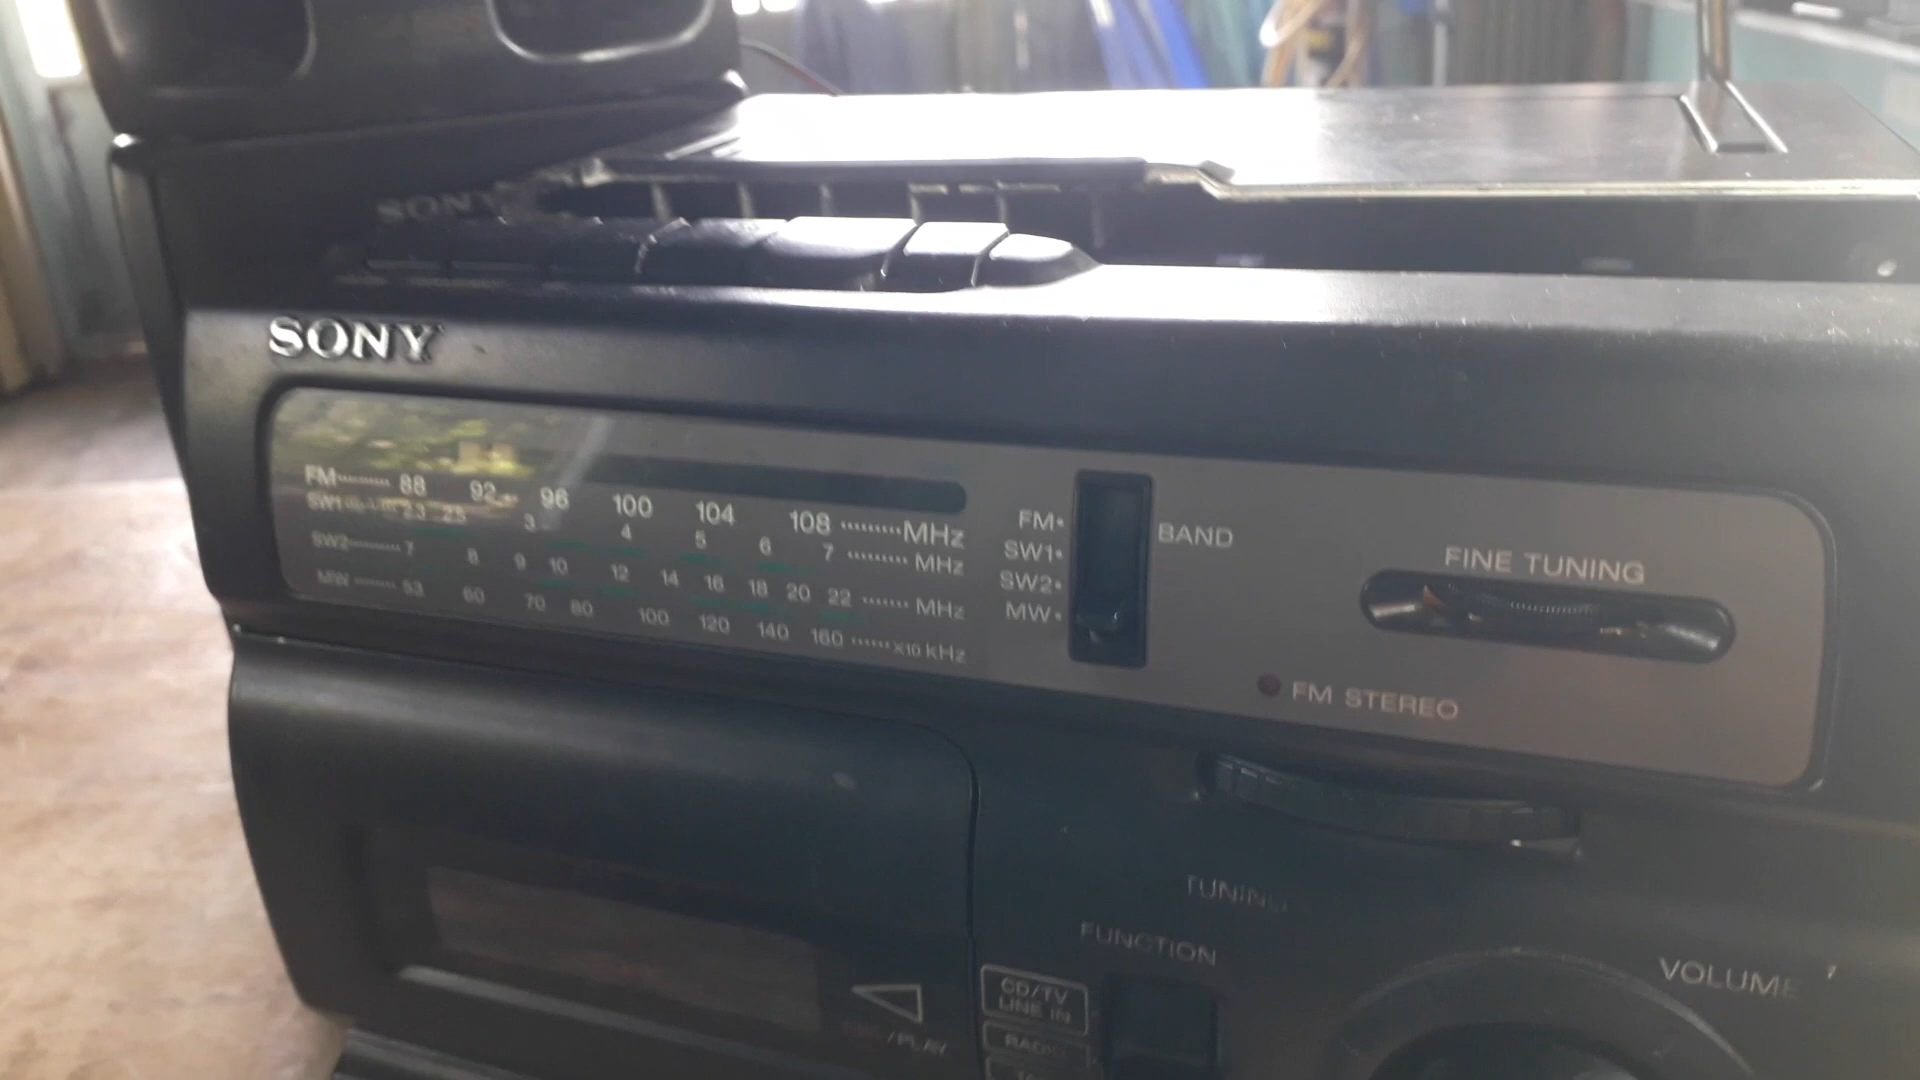 SONY
SONY
FM 88 92 96 100 104 108 MHz
SW1 2.3 2.5 3 4 5 6 7 MHz
SW2 7 8 9 10 12 14 16 18 20 22 MHz
MW 53 60 70 80 100 120 140 160 x10 kHz
FM
SW1
SW2
MW
BAND
FINE TUNING
FM STEREO
TUNING
FUNCTION
VOLUME
CD/TV
LINE IN
RADIO
/PLAY